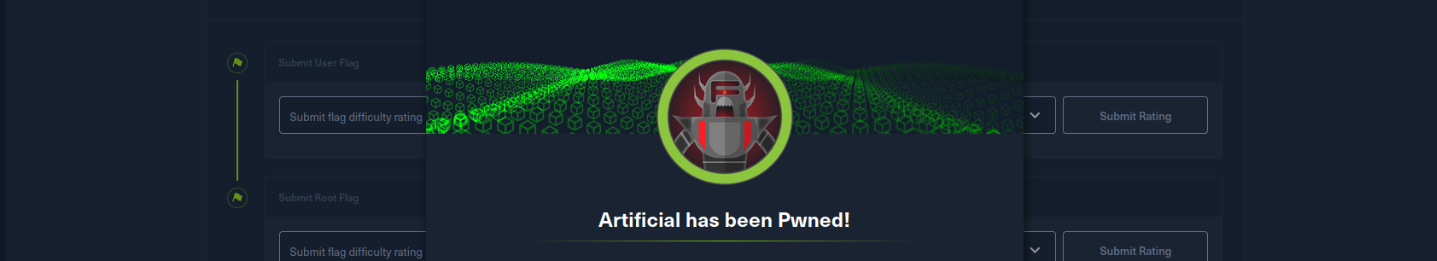 Submit User Flag
Submit flag difficulty rating
Submit Rating
Artificial has been Pwned!
Submit Root Flag
Submit flag difficulty rating
Submit Rating